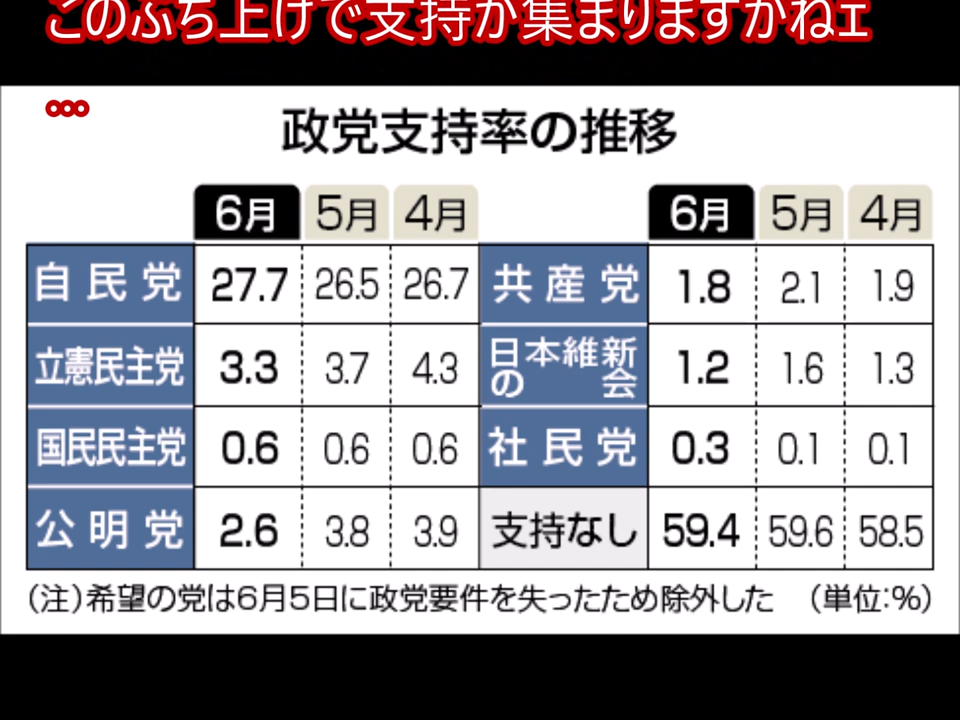 このぶち上げで支持が集まりますかねェ
。。。
政党支持率の推移
6月 5月 4月 6月 5月 4月
自民党 27.7 26.5 26.7 共産党 1.8 2.1 1.9
立憲民主党 3.3 3.7 4.3 日本維新の会 1.2 1.6 1.3
国民民主党 0.6 0.6 0.6 社民党 0.3 0.1 0.1
公明党 2.6 3.8 3.9 支持なし 59.4 59.6 58.5
(注)希望の党は6月5日に政党要件を失ったため除外した (単位:%)